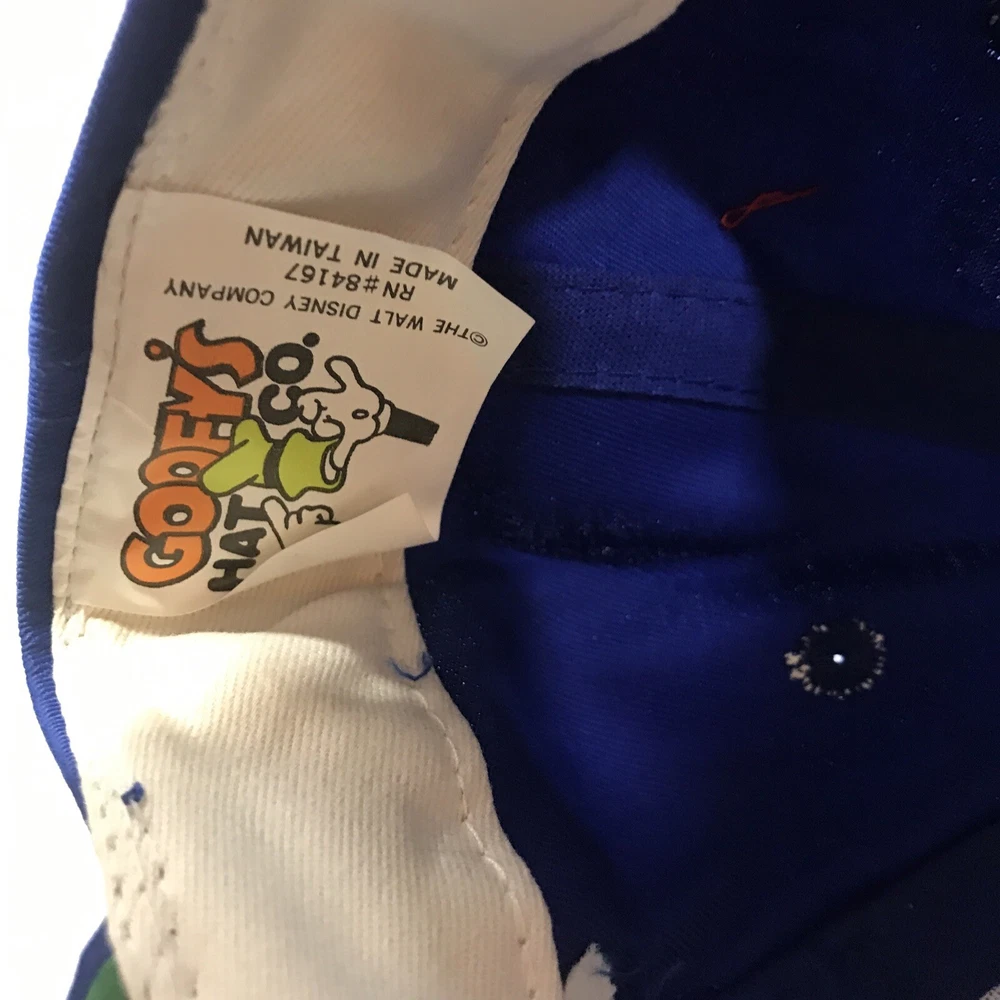 GOOFY'S
HAT CO.
©THE WALT DISNEY COMPANY
RN#84167
MADE IN TAIWAN